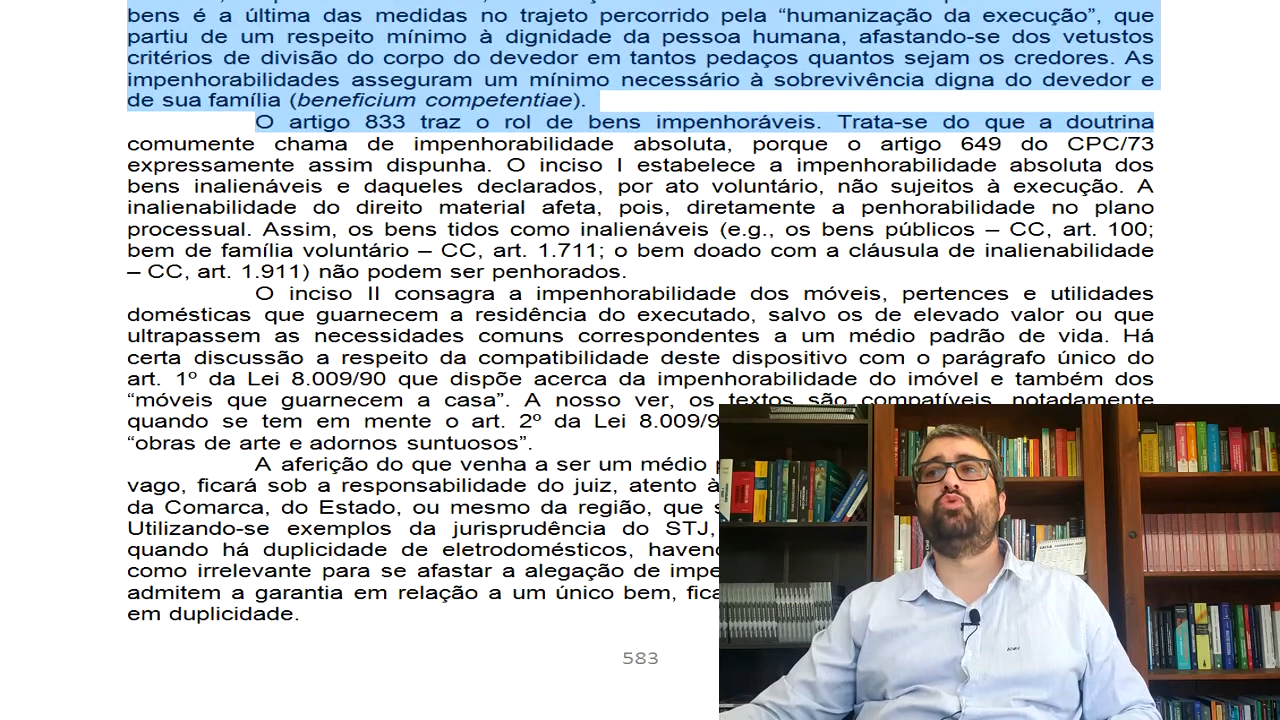 bens é a última das medidas no trajeto percorrido pela “humanização da execução”, que
partiu de um respeito mínimo à dignidade da pessoa humana, afastando-se dos vetustos
critérios de divisão do corpo do devedor em tantos pedaços quantos sejam os credores. As
impenhorabilidades asseguram um mínimo necessário à sobrevivência digna do devedor e
de sua família (beneficium competentiae).
O artigo 833 traz o rol de bens impenhoráveis. Trata-se do que a doutrina
comumente chama de impenhorabilidade absoluta, porque o artigo 649 do CPC/73
expressamente assim dispunha. O inciso I estabelece a impenhorabilidade absoluta dos
bens inalienáveis e daqueles declarados, por ato voluntário, não sujeitos à execução. A
inalienabilidade do direito material afeta, pois, diretamente a penhorabilidade no plano
processual. Assim, os bens tidos como inalienáveis (e.g., os bens públicos – CC, art. 100;
bem de família voluntário – CC, art. 1.711; o bem doado com a cláusula de inalienabilidade
– CC, art. 1.911) não podem ser penhorados.
O inciso II consagra a impenhorabilidade dos móveis, pertences e utilidades
domésticas que guarnecem a residência do executado, salvo os de elevado valor ou que
ultrapassem as necessidades comuns correspondentes a um médio padrão de vida. Há
certa discussão a respeito da compatibilidade deste dispositivo com o parágrafo único do
art. 1º da Lei 8.009/90 que dispõe acerca da impenhorabilidade do imóvel e também dos
“móveis que guarnecem a casa”. A nosso ver, os textos são compatíveis, notadamente
quando se tem em mente o art. 2º da Lei 8.009/9
“obras de arte e adornos suntuosos”.
A aferição do que venha a ser um médio
vago, ficará sob a responsabilidade do juiz, atento à
da Comarca, do Estado, ou mesmo da região, que
Utilizando-se exemplos da jurisprudência do STJ,
quando há duplicidade de eletrodomésticos,
como irrelevante para se afastar a alegação de
admitem a garantia em relação a um único bem,
em duplicidade.
583